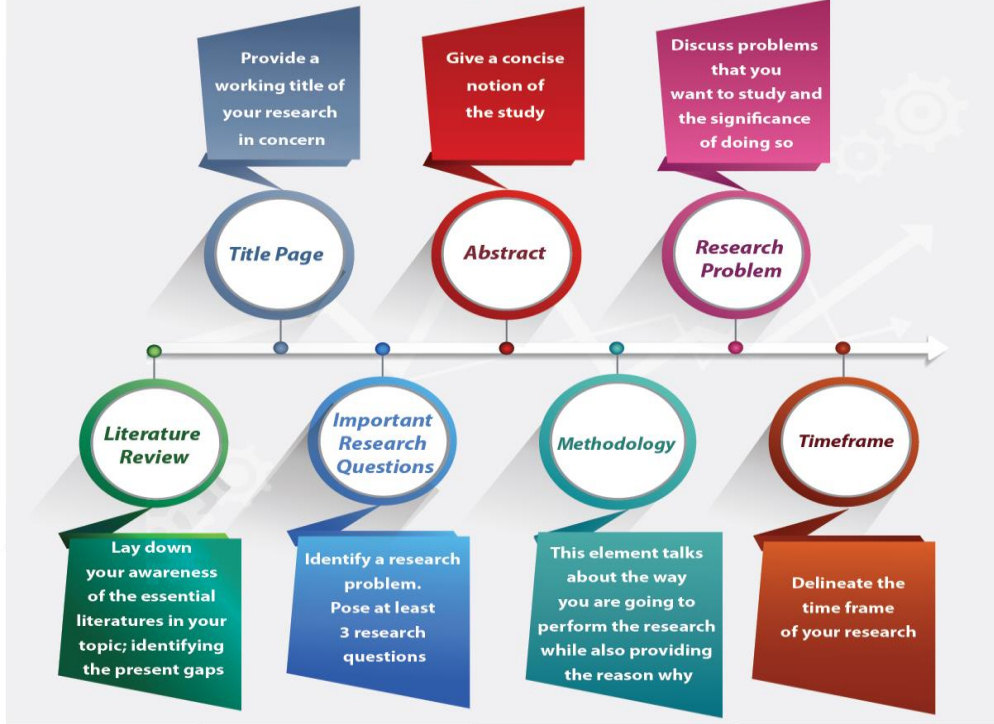 Provide a
working title of
your research
in concern
Title Page
Give a concise
notion of
the study
Abstract
Discuss problems
that you
want to study and
the significance
of doing so
Research
Problem
Literature
Review
Lay down
your awareness
of the essential
literatures in your
topic; identifying
the present gaps
Important
Research
Questions
Identify a research
problem.
Pose at least
3 research
questions
Methodology
This element talks
about the way
you are going to
perform the research
while also providing
the reason why
Timeframe
Delineate the
time frame
of your research